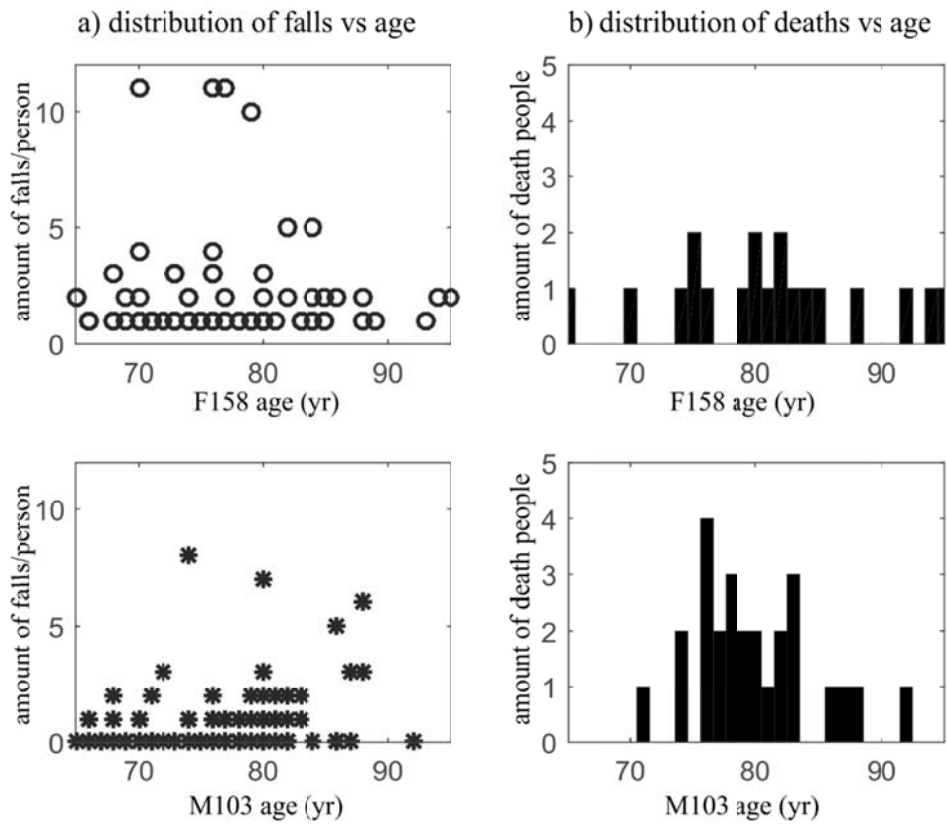 a) distribution of falls vs age
b) distribution of deaths vs age
amount of falls/person
10
5
0
70 80 90
F158 age (yr)
amount of death people
5
4
3
2
1
0
70 80 90
F158 age (yr)
amount of falls/person
10
5
0
70 80 90
M103 age (yr)
amount of death people
5
4
3
2
1
0
70 80 90
M103 age (yr)